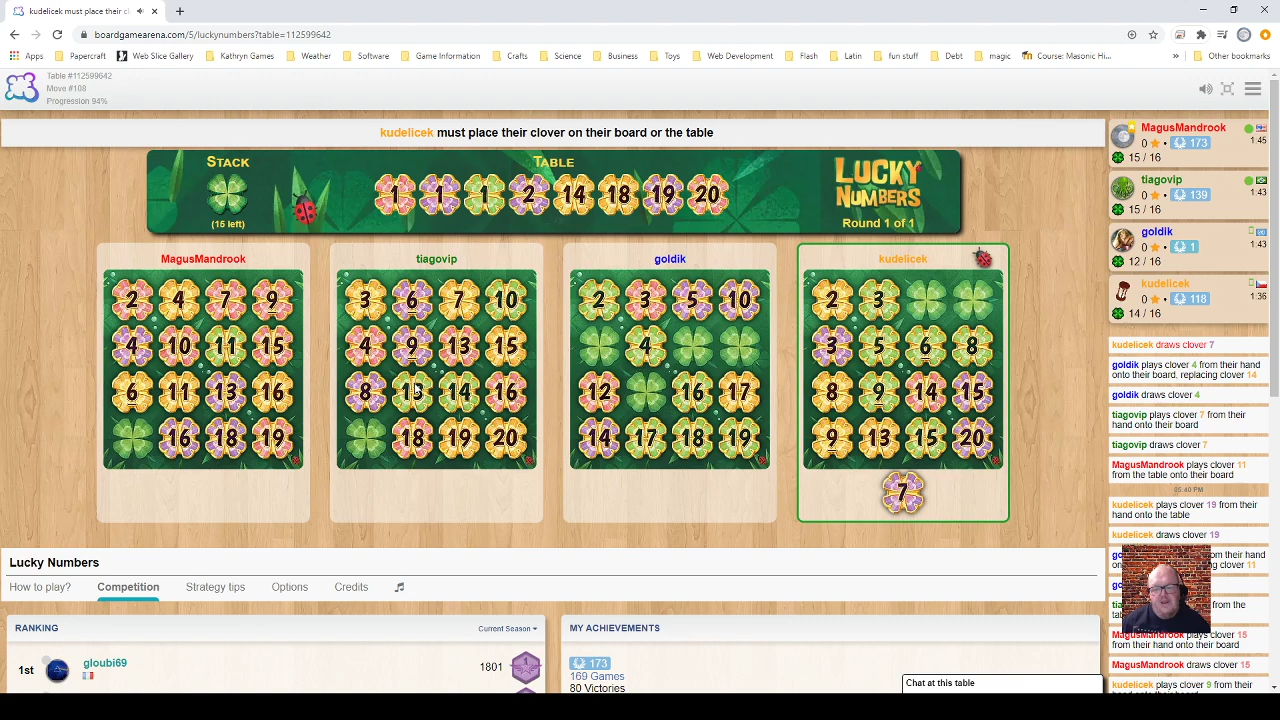 kudelicek must place their cl
boardgamearena.com/5/luckynumbers?table=112599642
Apps Papercraft Web Slice Gallery Kathryn Games Weather Software Game Information Crafts Science Business Toys Web Development Flash Latin fun stuff Debt magic Course: Masonic Hi... » Other bookmarks
Table #112599642
Move #108
Progression 94%
kudelicek must place their clover on their board or the table
STACK
(15 left)
TABLE
1 1 1 2 14 18 19 20
LUCKY
NUMBERS
Round 1 of 1
MagusMandrook
2 4 7 9
4 10 11 15
6 11 13 16
16 18 19
tiagovip
3 6 7 10
4 9 13 15
8 13 14 16
18 19 20
goldik
2 3 5 10
4
12 16 17
14 17 18 19
kudelicek
2 3
3 5 6 8
8 9 14 15
9 13 15 20
7
MagusMandrook
0 • 173
1:45
15 / 16
tiagovip
0 • 139
1:43
15 / 16
goldik
0 • 1
1:43
12 / 16
kudelicek
0 • 118
1:36
14 / 16
kudelicek draws clover 7
goldik plays clover 4 from their
hand onto their board, replacing clover
14
goldik draws clover 4
tiagovip plays clover 7 from their
hand onto their board
tiagovip draws clover 7
MagusMandrook plays clover 11
from the table onto their board
05:40 PM
kudelicek plays clover 19 from their
hand onto the table
kudelicek draws clover 19
om their hand
ng clover
11
from the
MagusMandrook plays clover 15
from their hand onto their board
MagusMandrook draws clover 15
kudelicek plays clover 9 from their
Lucky Numbers
How to play? Competition Strategy tips Options Credits
RANKING
Current Season
1st gloubi69 1801
MY ACHIEVEMENTS
173
169 Games
80 Victories
Chat at this table